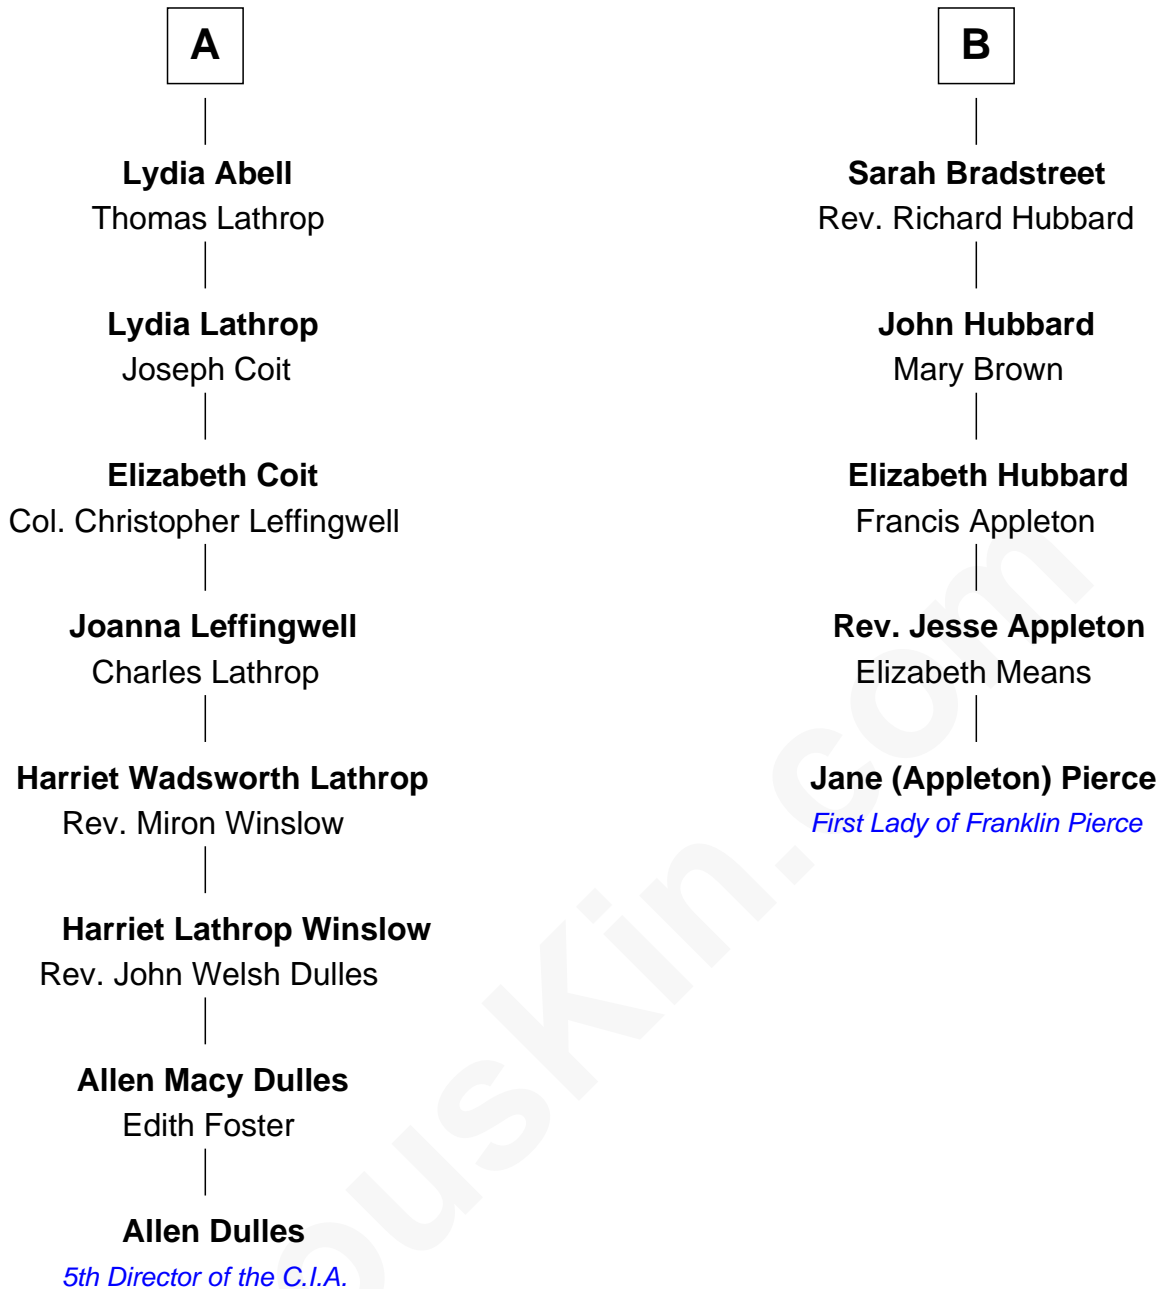 A
Lydia Abell
Thomas Lathrop
Lydia Lathrop
Joseph Coit
Elizabeth Coit
Col. Christopher Leffingwell
Joanna Leffingwell
Charles Lathrop
Harriet Wadsworth Lathrop
Rev. Miron Winslow
Harriet Lathrop Winslow
Rev. John Welsh Dulles
Allen Macy Dulles
Edith Foster
Allen Dulles
5th Director of the C.I.A.
B
Sarah Bradstreet
Rev. Richard Hubbard
John Hubbard
Mary Brown
Elizabeth Hubbard
Francis Appleton
Rev. Jesse Appleton
Elizabeth Means
Jane (Appleton) Pierce
First Lady of Franklin Pierce
ousKin.com